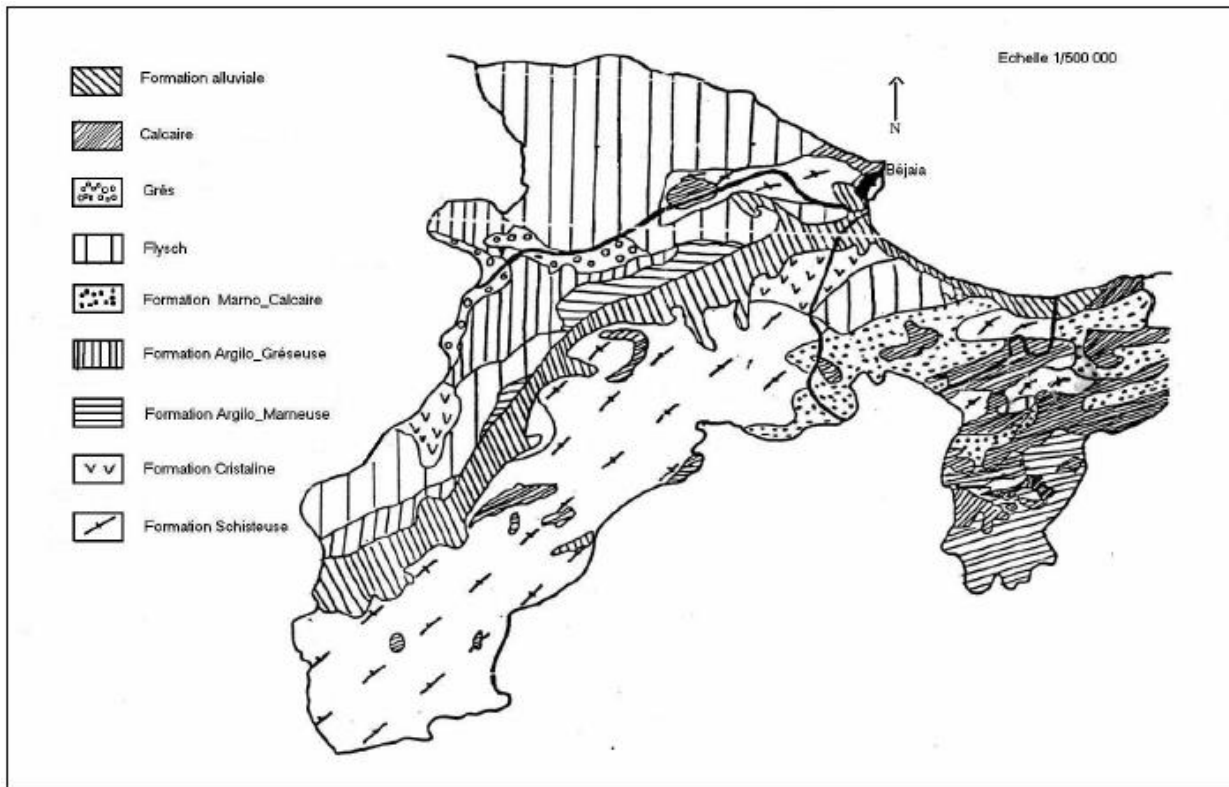 Echelle 1/500 000
N
Béjaia
Formation alluviale
Calcaire
Grès
Flysch
Formation Marno_Calcaire
Formation Argilo_Gréseuse
Formation Argilo_Marneuse
Formation Cristaline
Formation Schisteuse